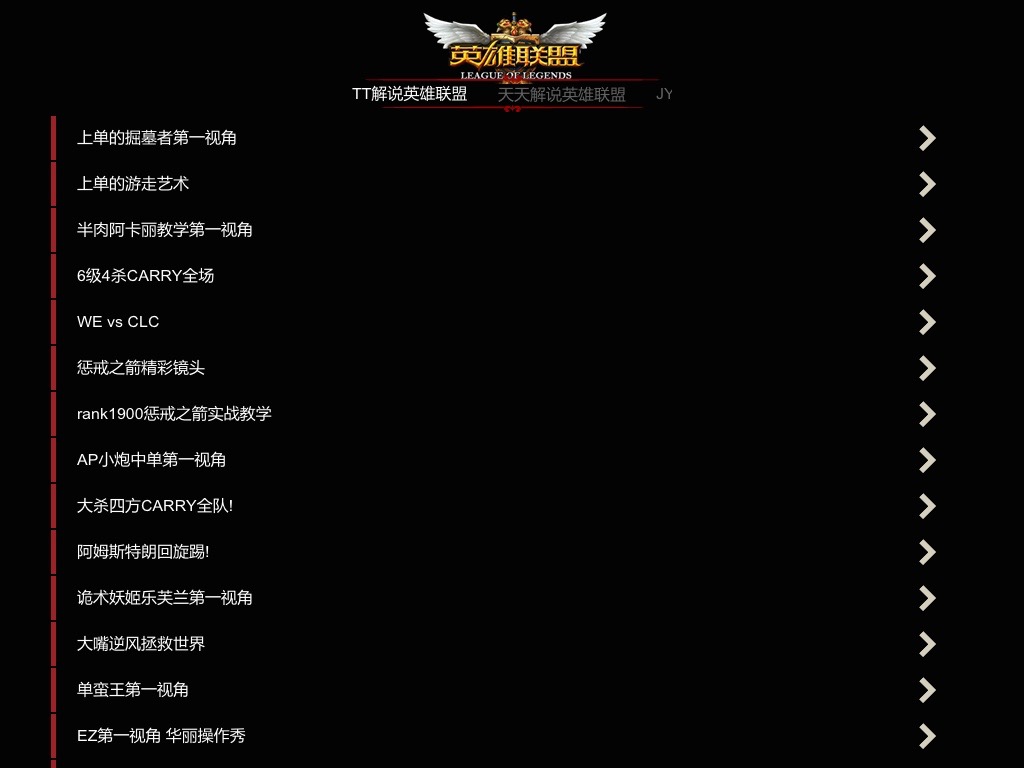 英雄联盟
LEAGUE OF LEGENDS
TT解说英雄联盟 天天解说英雄联盟 JY
上单的掘墓者第一视角
上单的游走艺术
半肉阿卡丽教学第一视角
6级4杀CARRY全场
WE vs CLC
惩戒之箭精彩镜头
rank1900惩戒之箭实战教学
AP小炮中单第一视角
大杀四方CARRY全队!
阿姆斯特朗回旋踢!
诡术妖姬乐芙兰第一视角
大嘴逆风拯救世界
单蛮王第一视角
EZ第一视角 华丽操作秀